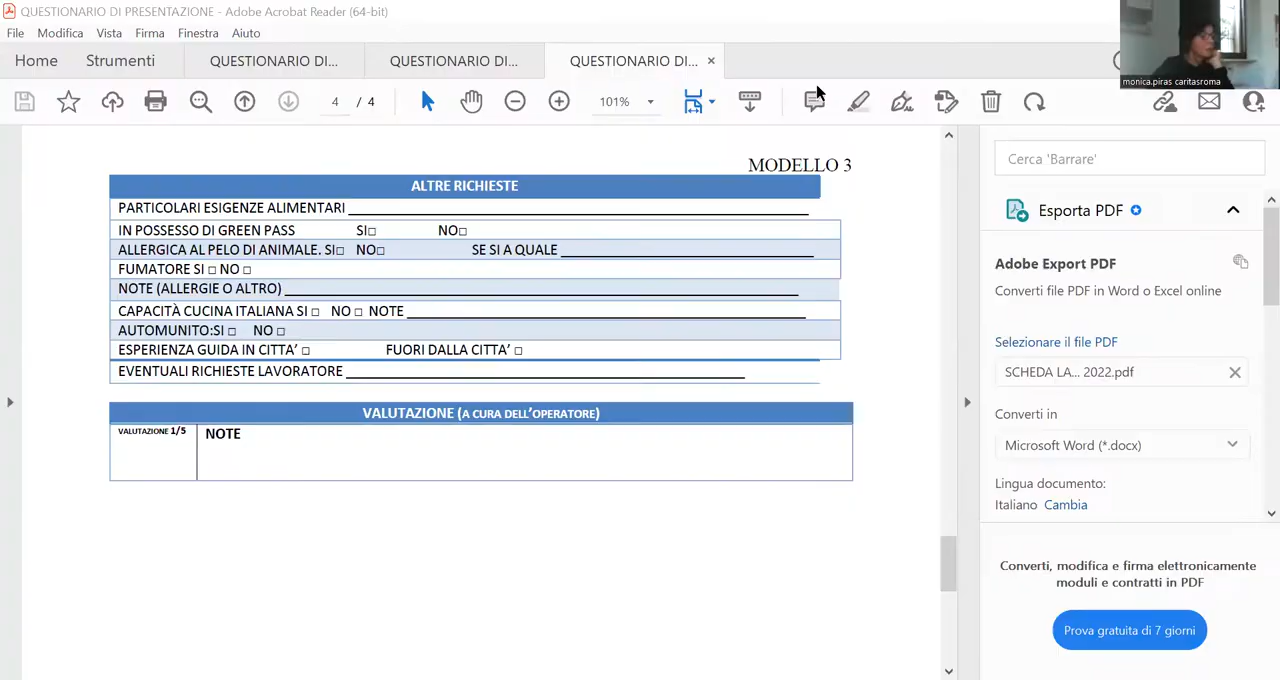 QUESTIONARIO DI PRESENTAZIONE - Adobe Acrobat Reader (64-bit)
File Modifica Vista Firma Finestra Aiuto
Home Strumenti QUESTIONARIO DI... QUESTIONARIO DI... QUESTIONARIO DI... ×
monica.piras caritasroma
4 / 4 101%
MODELLO 3
ALTRE RICHIESTE
PARTICOLARI ESIGENZE ALIMENTARI
IN POSSESSO DI GREEN PASS SI□ NO□
ALLERGICA AL PELO DI ANIMALE. SI□ NO□ SE SI A QUALE
FUMATORE SI □ NO □
NOTE (ALLERGIE O ALTRO)
CAPACITÀ CUCINA ITALIANA SI □ NO □ NOTE
AUTOMUNITO:SI □ NO □
ESPERIENZA GUIDA IN CITTA’ □ FUORI DALLA CITTA’ □
EVENTUALI RICHIESTE LAVORATORE
VALUTAZIONE (A CURA DELL’OPERATORE)
VALUTAZIONE 1/5 NOTE
Cerca 'Barrare'
Esporta PDF
Adobe Export PDF
Converti file PDF in Word o Excel online
Selezionare il file PDF
SCHEDA LA... 2022.pdf
Converti in
Microsoft Word (*.docx)
Lingua documento:
Italiano Cambia
Converti, modifica e firma elettronicamente
moduli e contratti in PDF
Prova gratuita di 7 giorni